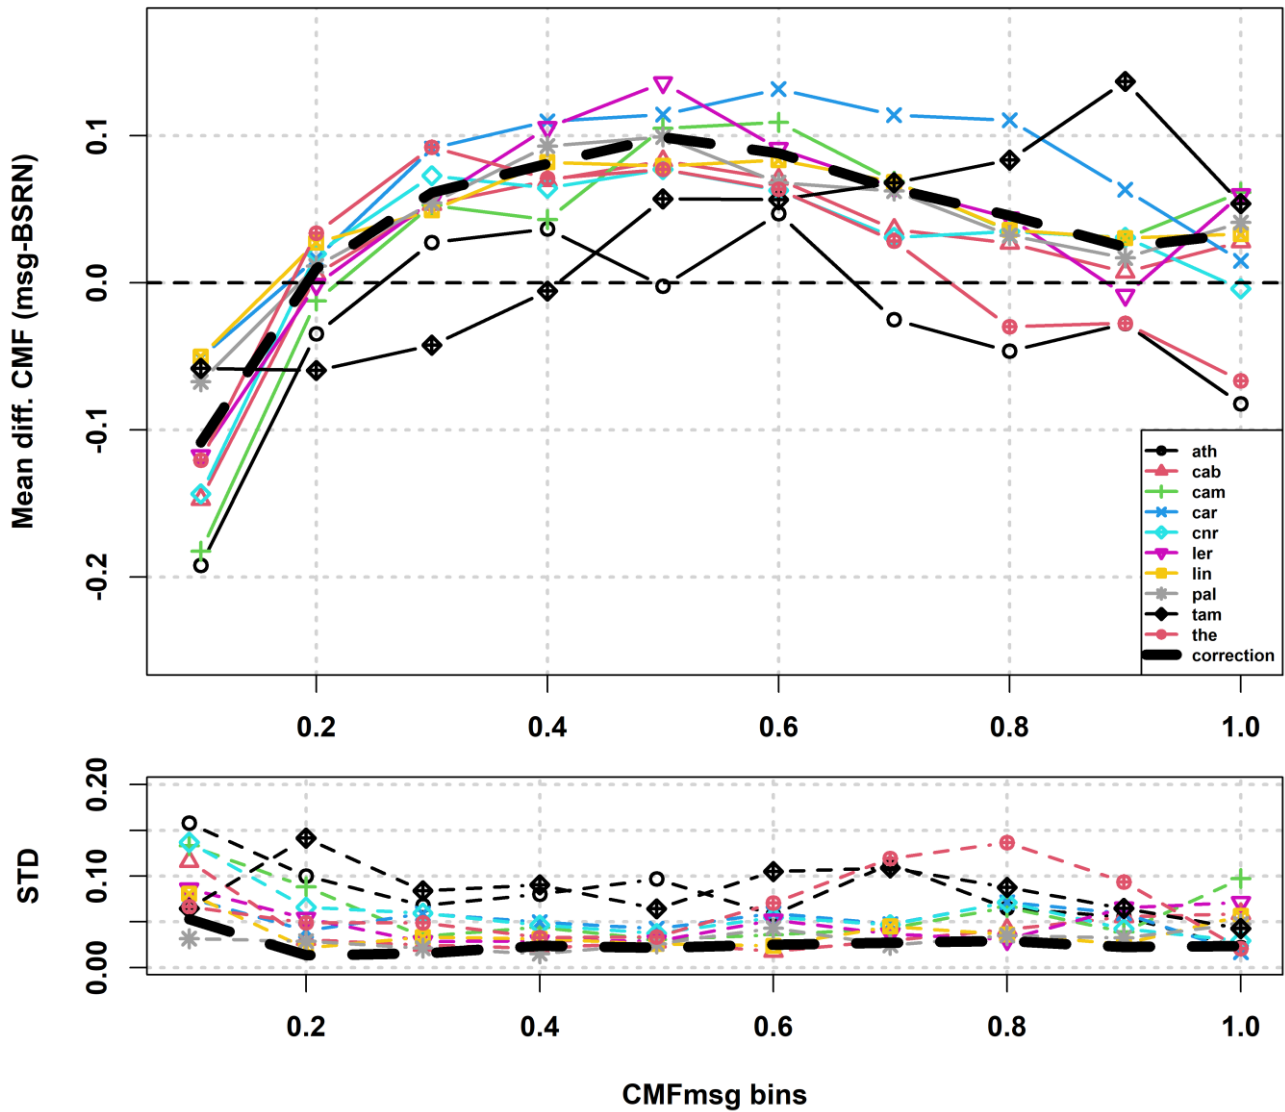 Mean diff. CMF (msg-BSRN)
0.1
0.0
-0.1
-0.2
0.2
0.4
0.6
0.8
1.0
ath
cab
cam
car
cnr
ler
lin
pal
tam
the
correction
STD
0.20
0.10
0.00
0.2
0.4
0.6
0.8
1.0
CMFmsg bins